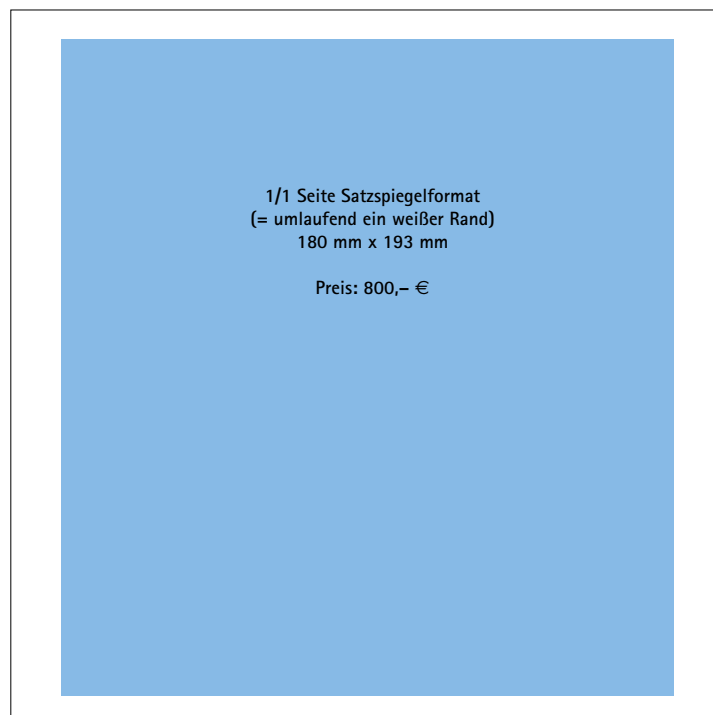 1/1 Seite Satzspiegelformat
(= umlaufend ein weißer Rand)
180 mm x 193 mm
Preis: 800,– €